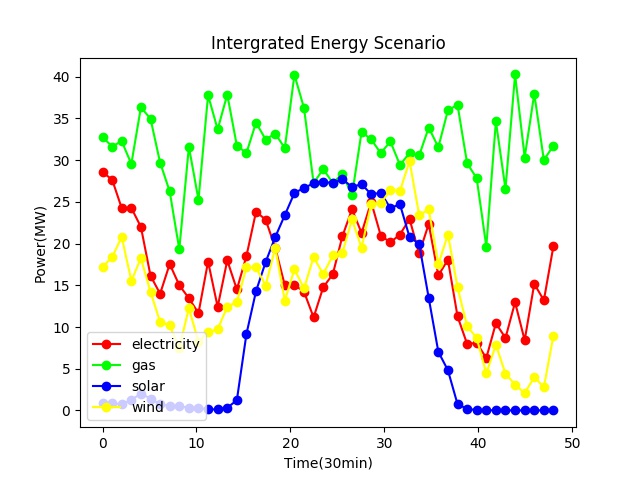 Intergrated Energy Scenario
Power(MW)
40
35
30
25
20
15
10
5
0
electricity
gas
solar
wind
0 10 20 30 40 50
Time(30min)